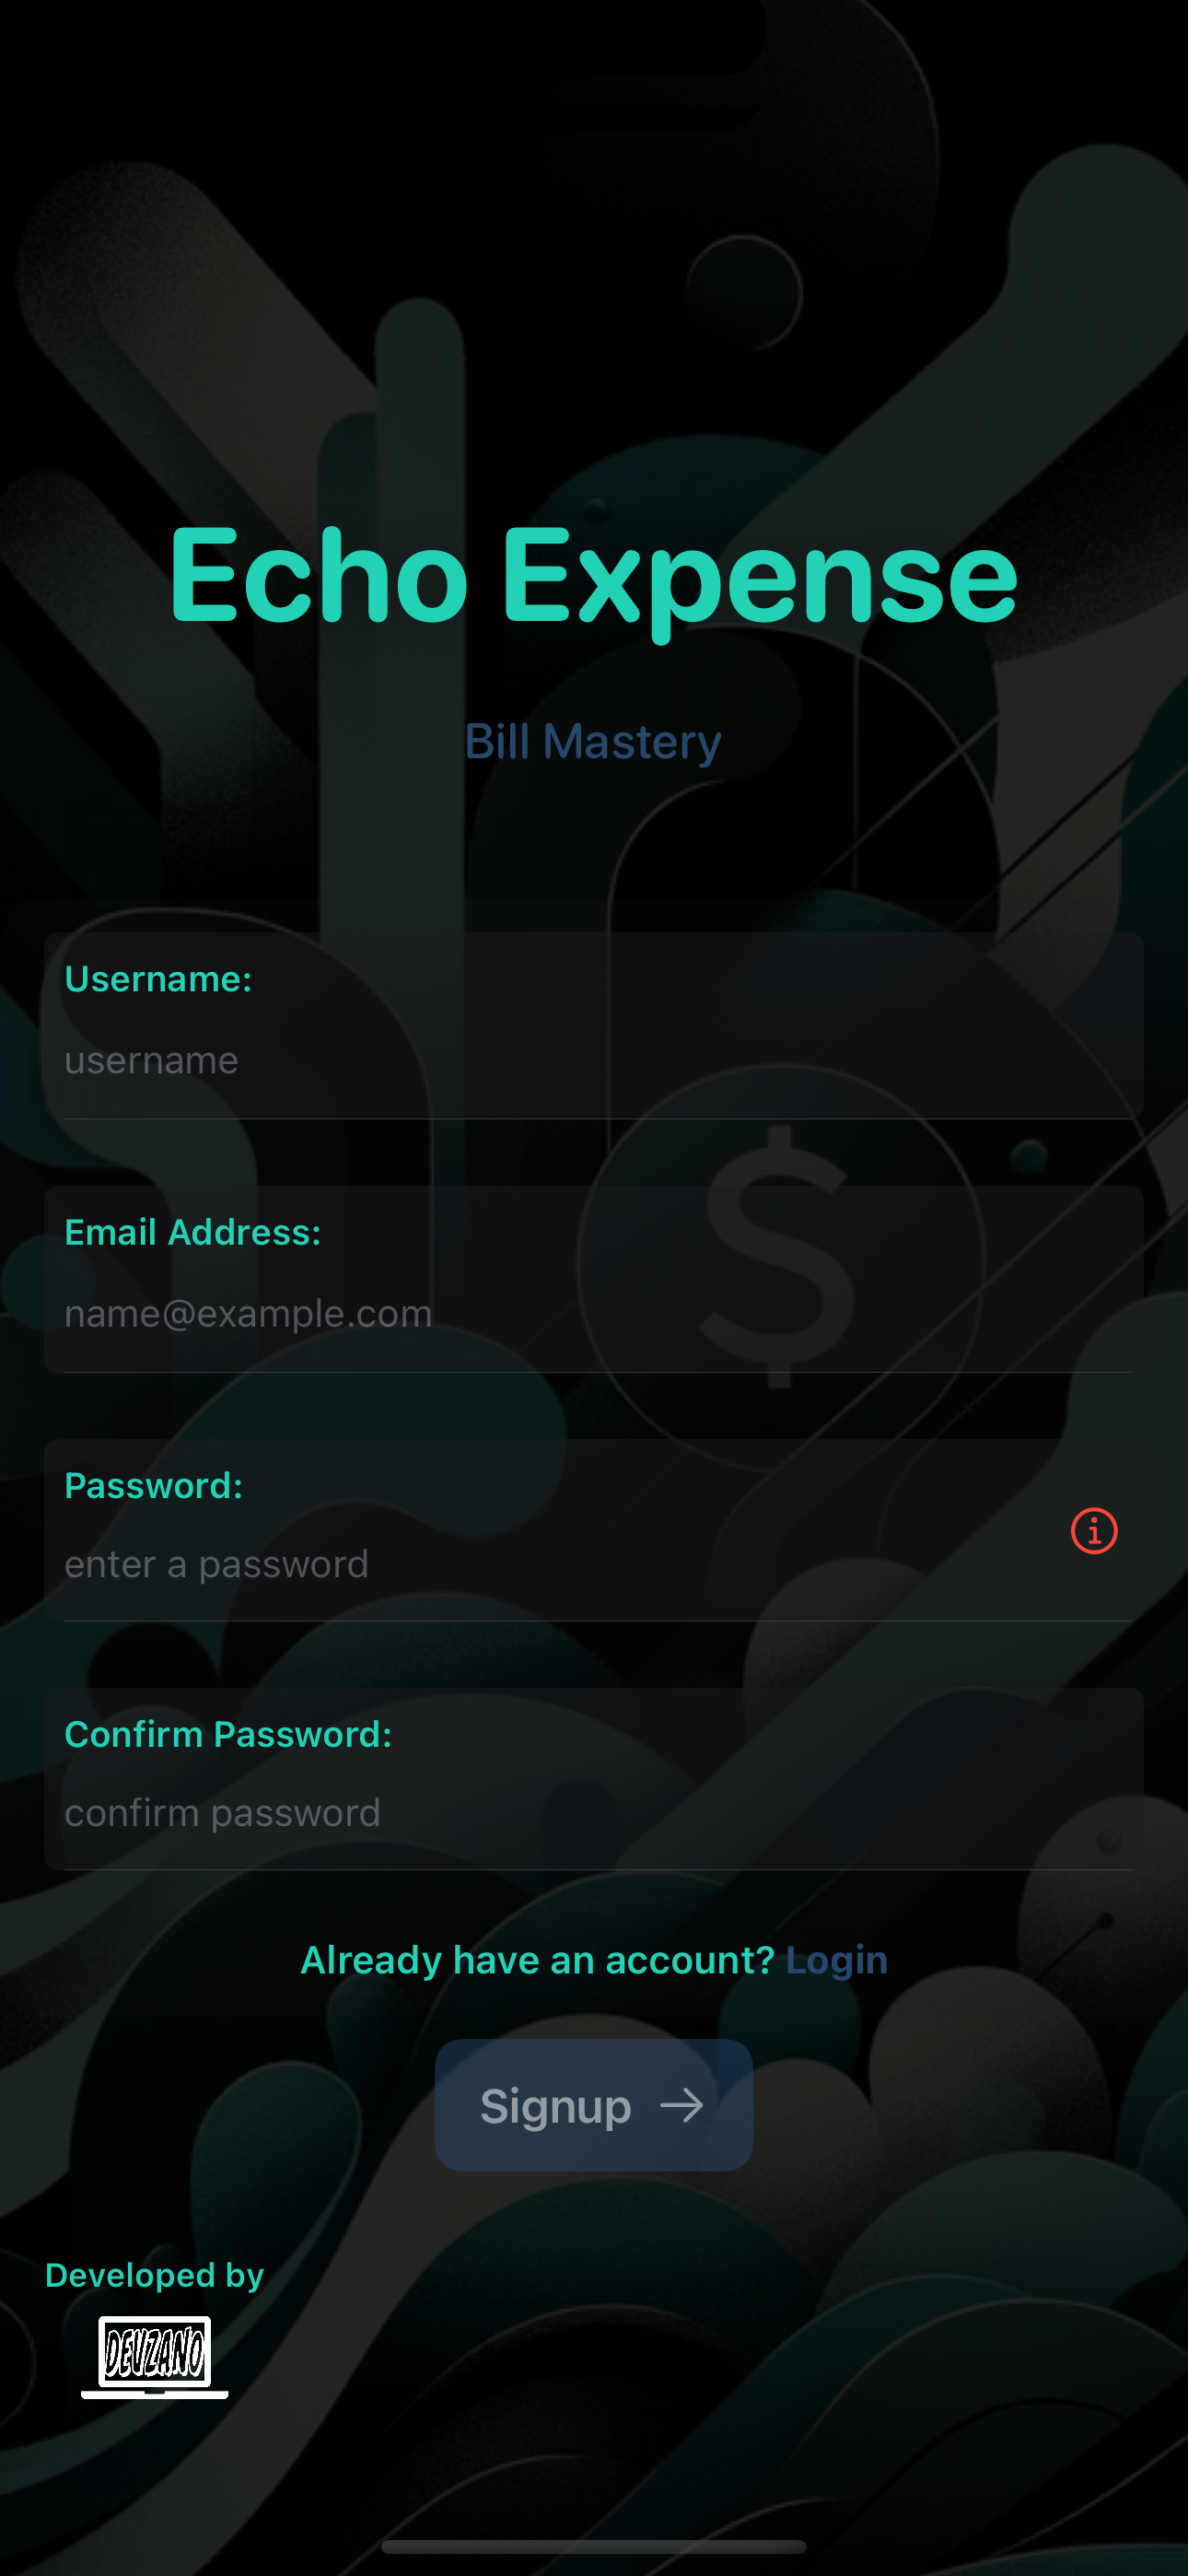 Echo Expense
Bill Mastery
Username:
username
Email Address:
name@example.com
Password:
enter a password
Confirm Password:
confirm password
Already have an account? Login
Signup
Developed by
DEVZANO